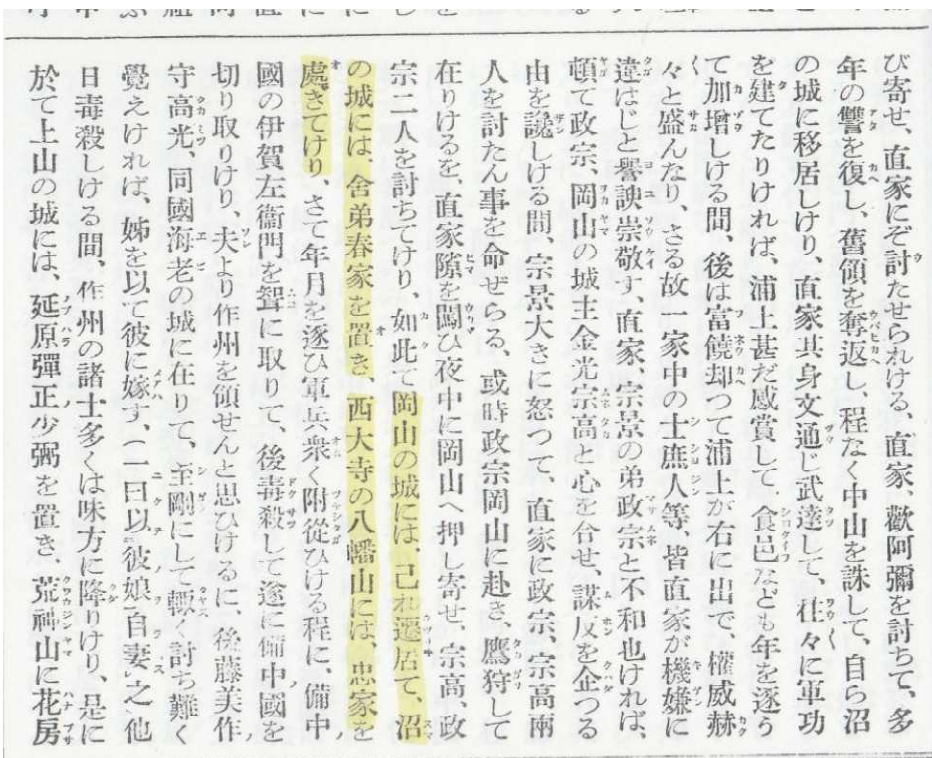 び寄せ、直家にぞ討たせられける、直家、歡阿彌を討ちて、多
年の讐を復し、舊領を奪返し、程なく中山を誅して、自ら沼
の城に移居しけり、直家其身文通じ武達して、往々に軍功
を建てたりければ、浦上甚だ感賞して、食邑なども年を逐う
て加增しける間、後は富饒却つて浦上が右に出で、權威赫
々と盛んなり、さる故一家中の士庶人等、皆直家が機嫌に
違はじと譽諛崇敬す、直家、宗景の弟政宗と不和也ければ、
頓て政宗、岡山の城主金光宗高と心を合せ、謀反を企つる
由を讒しける間、宗景大きに怒つて、直家に政宗、宗高兩
人を討たん事を命ぜらる、或時政宗岡山に赴き、鷹狩して
在りけるを、直家隙を闚ひ夜中に岡山へ押し寄せ、宗高、政
宗二人を討ちてけり、如此て岡山の城には、己れ遷居て、沼
の城には、舍弟春家を置き、西大寺の八幡山には、忠家を
處きてけり、さて年月を逐ひ軍兵衆く附從ひける程に、備中
國の伊賀左衞門を聟に取りて、後毒殺して遂に備中國を
切り取りけり、夫より作州を領せんと思ひけるに、後藤美作
守高光、同國海老の城に在りて、至剛にして輙く討ち難く
覺えければ、姊を以て彼に嫁す、(一曰以彼娘自妻之)他
日毒殺しける間、作州の諸士多くは味方に降りけり、是に
於て上山の城には、延原彈正少弼を置き、荒神山に花房